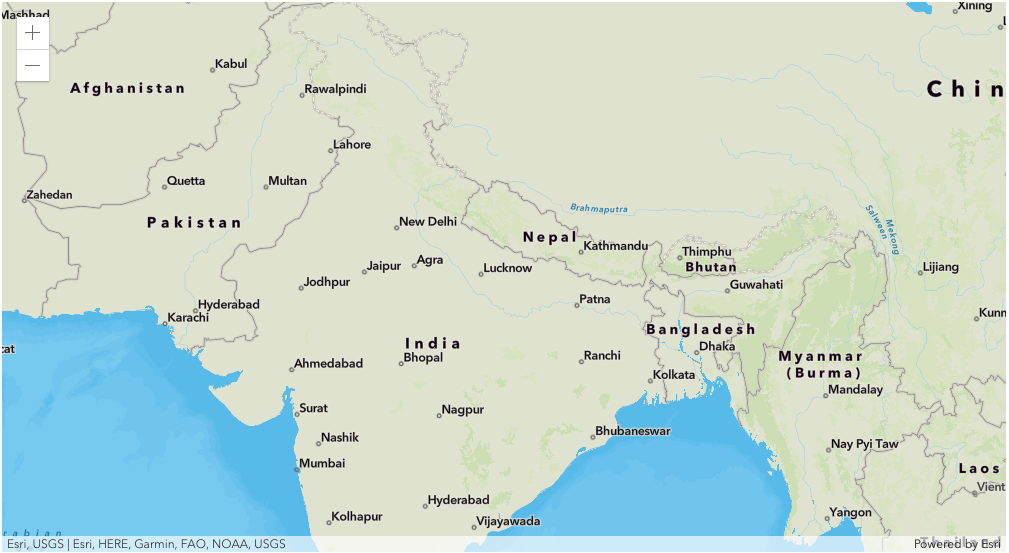 Mashhad
Xining
L
+
Kabul
Afghanistan
Chin
Rawalpindi
Lahore
Quetta
Multan
Zahedan
Pakistan
Brahmaputra
Salween
Mekong
New Delhi
Nepal
Kathmandu
Thimphu
Bhutan
Jaipur
Agra
Lucknow
Lijiang
Jodhpur
Guwahati
Patna
Hyderabad
Karachi
Kunn
Bangladesh
India
Dhaka
cat
Bhopal
Ranchi
Myanmar
(Burma)
Ahmedabad
Kolkata
Mandalay
Surat
Nagpur
Nashik
Bhubaneswar
Nay Pyi Taw
Mumbai
Laos
Vient
Hyderabad
Kolhapur
Vijayawada
Yangon
rabian
Thailand
Esri, USGS | Esri, HERE, Garmin, FAO, NOAA, USGS
Powered by Esri